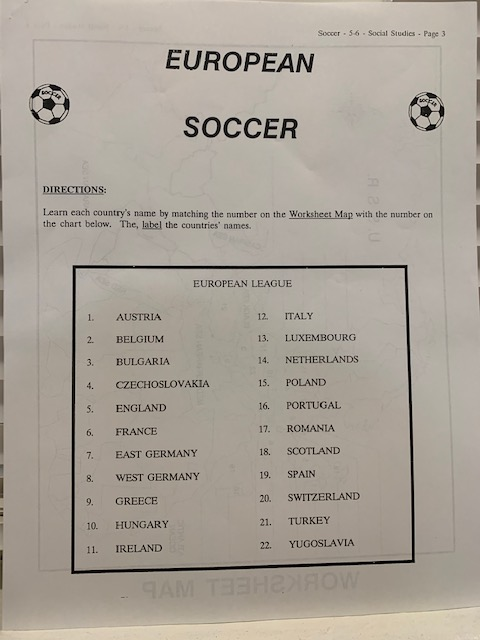 Soccer - 5-6 - Social Studies - Page 3
EUROPEAN
SOCCER
SOCCER
SOCCER
DIRECTIONS:
Learn each country's name by matching the number on the Worksheet Map with the number on
the chart below. The, label the countries' names.
EUROPEAN LEAGUE
1. AUSTRIA
2. BELGIUM
3. BULGARIA
4. CZECHOSLOVAKIA
5. ENGLAND
6. FRANCE
7. EAST GERMANY
8. WEST GERMANY
9. GREECE
10. HUNGARY
11. IRELAND
12. ITALY
13. LUXEMBOURG
14. NETHERLANDS
15. POLAND
16. PORTUGAL
17. ROMANIA
18. SCOTLAND
19. SPAIN
20. SWITZERLAND
21. TURKEY
22. YUGOSLAVIA
WORKSHEET MAP